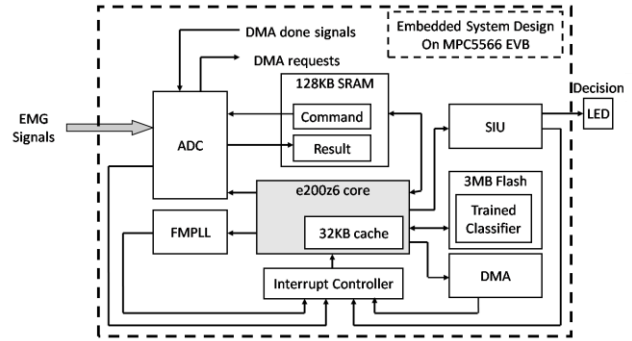 DMA done signals
Embedded System Design
On MPC5566 EVB
DMA requests
128KB SRAM
Command
Result
EMG
Signals
ADC
SIU
Decision
LED
e200z6 core
32KB cache
3MB Flash
Trained
Classifier
FMPLL
DMA
Interrupt Controller